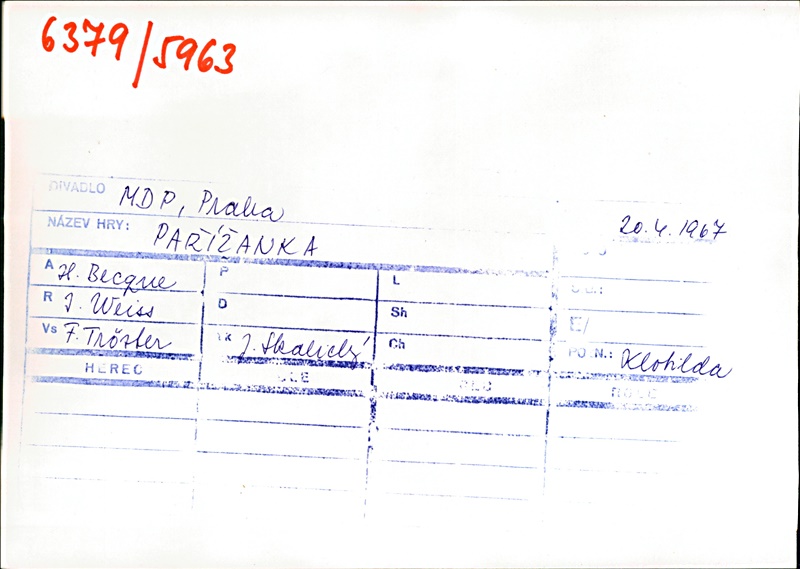 6379/5963
DIVADLO MDP, Praha
20.4.1967
NÁZEV HRY: PAŘÍŽANKA
A H. Becque P L
R J. Weiss D Sh
Vs F. Tröster Vk J. Skalický Ch
POZN.: Klotilda
HEREC